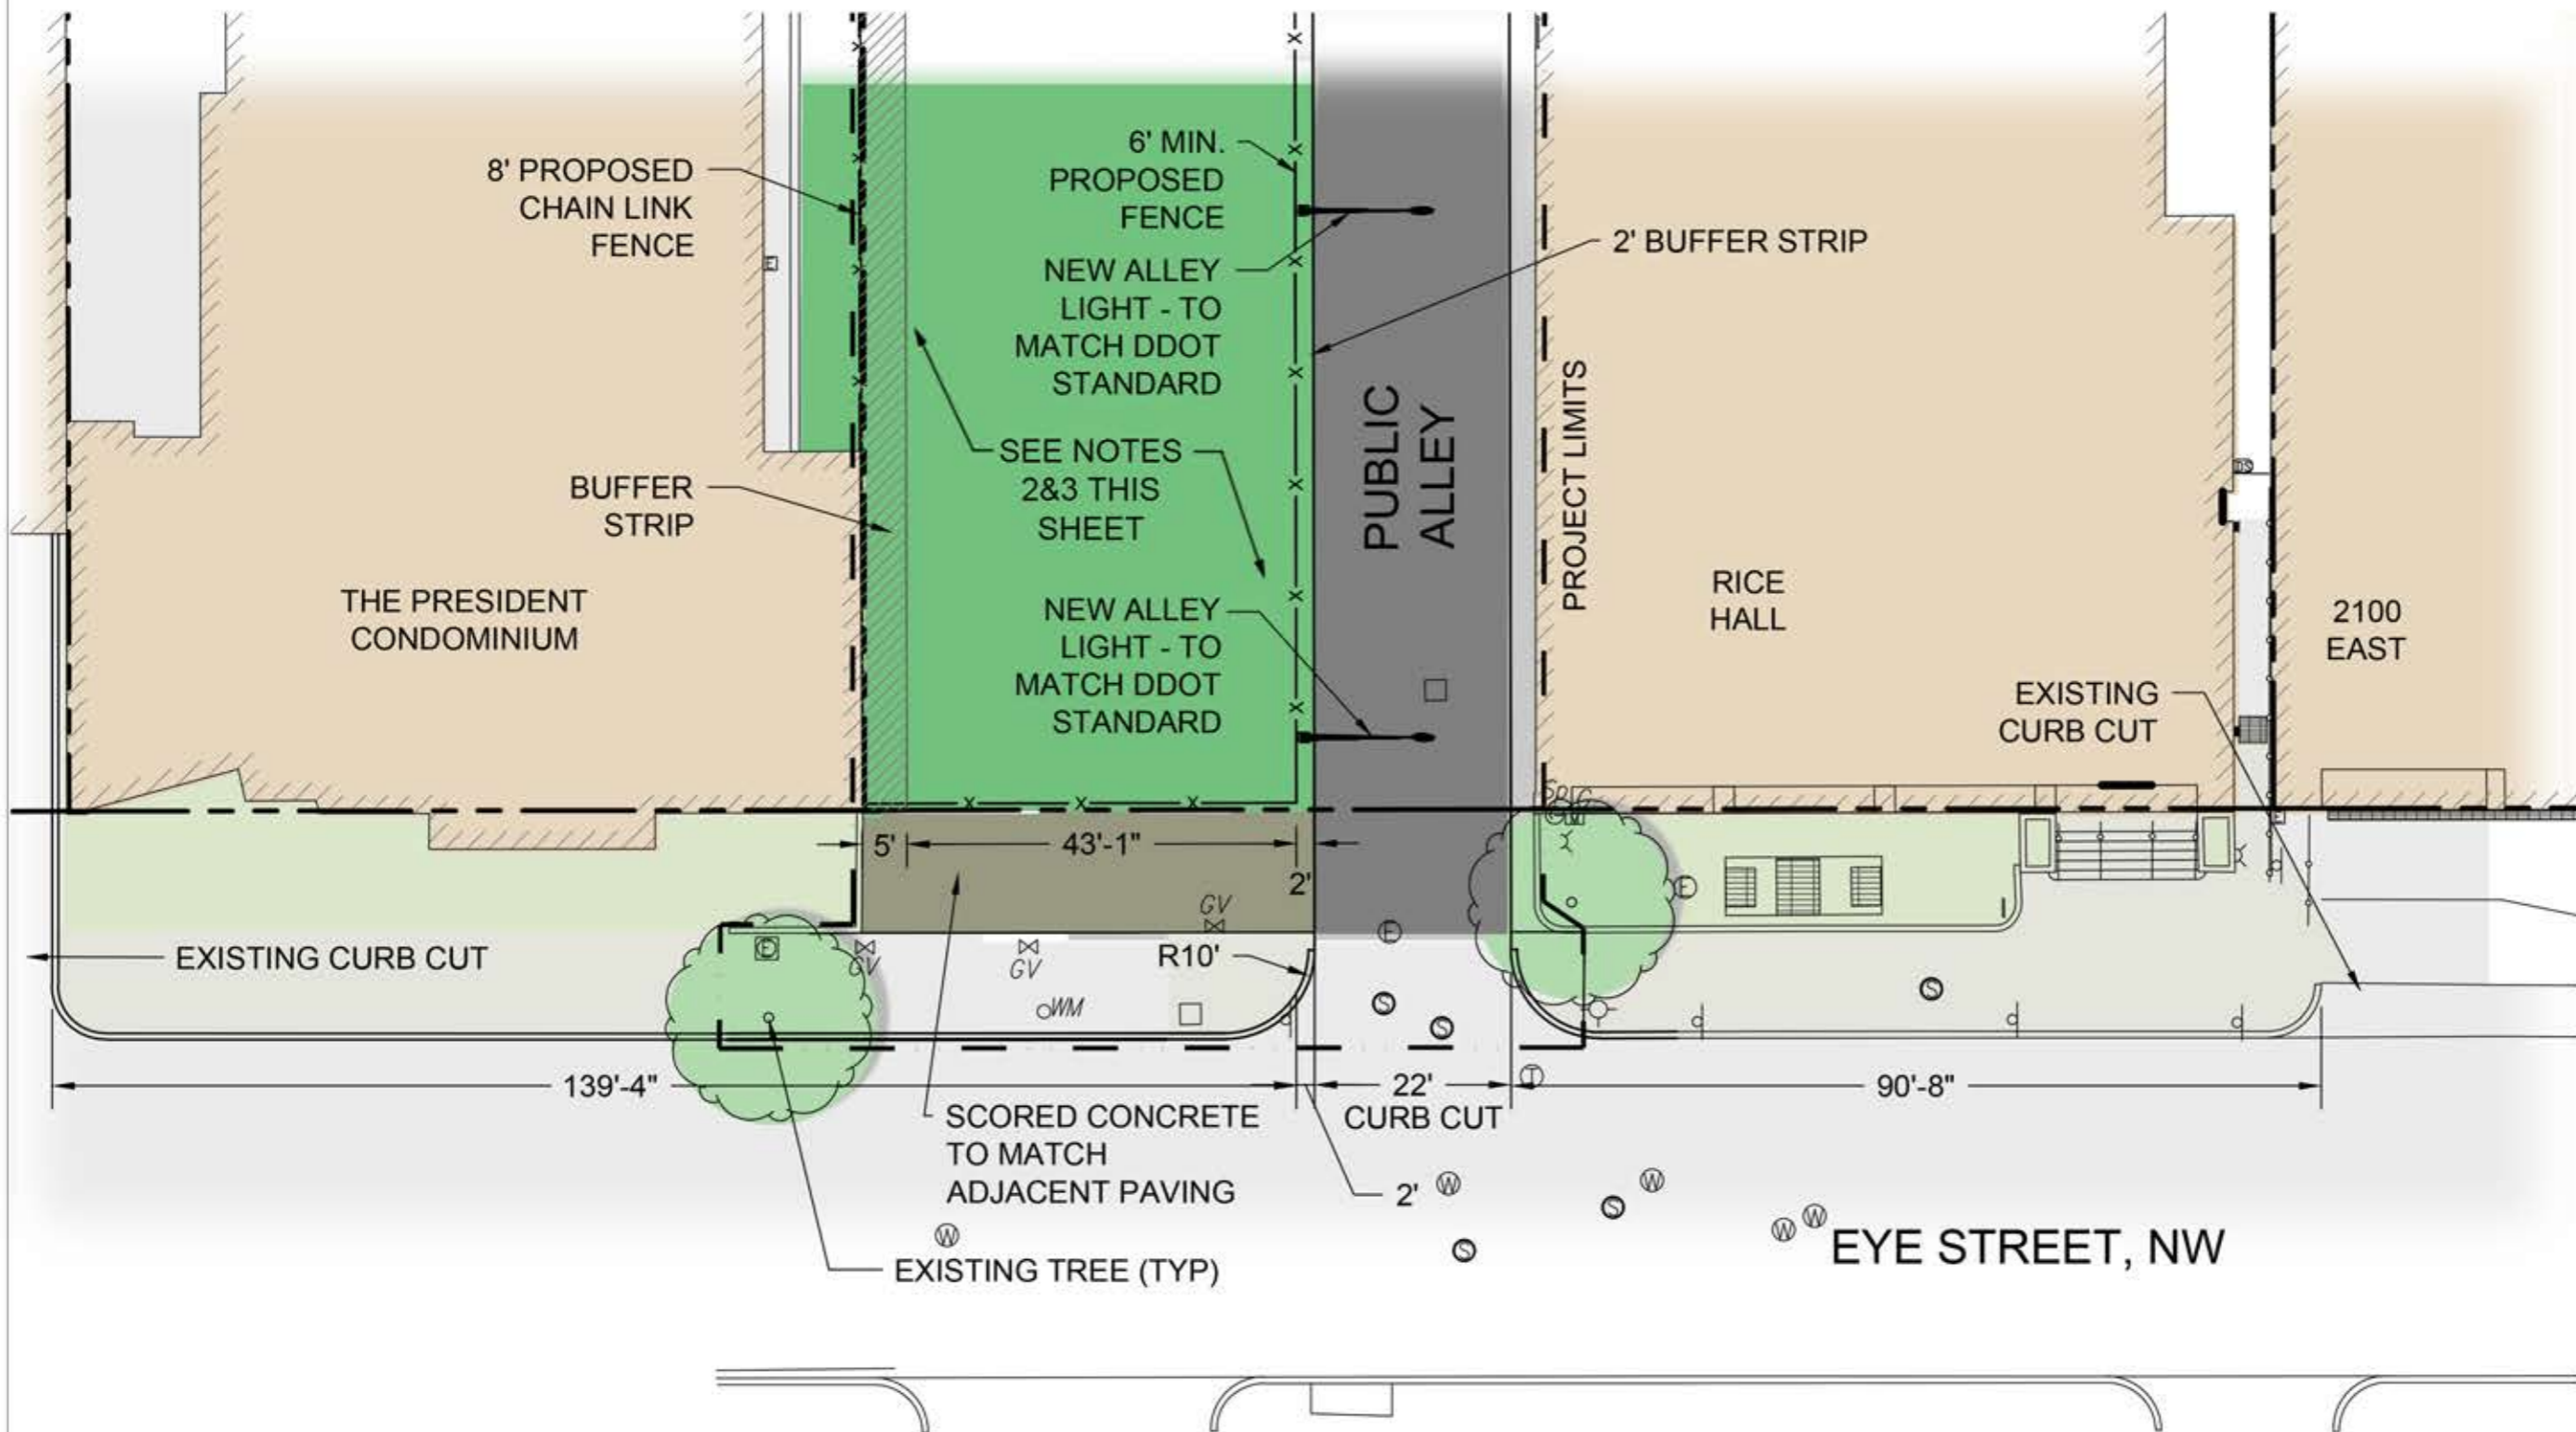 8' PROPOSED
CHAIN LINK
FENCE
6' MIN.
PROPOSED
FENCE
NEW ALLEY
LIGHT - TO
MATCH DDOT
STANDARD
2' BUFFER STRIP
SEE NOTES
2&3 THIS
SHEET
BUFFER
STRIP
PUBLIC
ALLEY
PROJECT LIMITS
THE PRESIDENT
CONDOMINIUM
NEW ALLEY
LIGHT - TO
MATCH DDOT
STANDARD
RICE
HALL
2100
EAST
EXISTING
CURB CUT
5'
43'-1"
2'
GV
GV
GV
E
E
E
EXISTING CURB CUT
R10'
WM
S
S
S
139'-4"
22'
CURB CUT
T
90'-8"
SCORED CONCRETE
TO MATCH
ADJACENT PAVING
2'
W
W
S
W
W
W
S
EYE STREET, NW
EXISTING TREE (TYP)